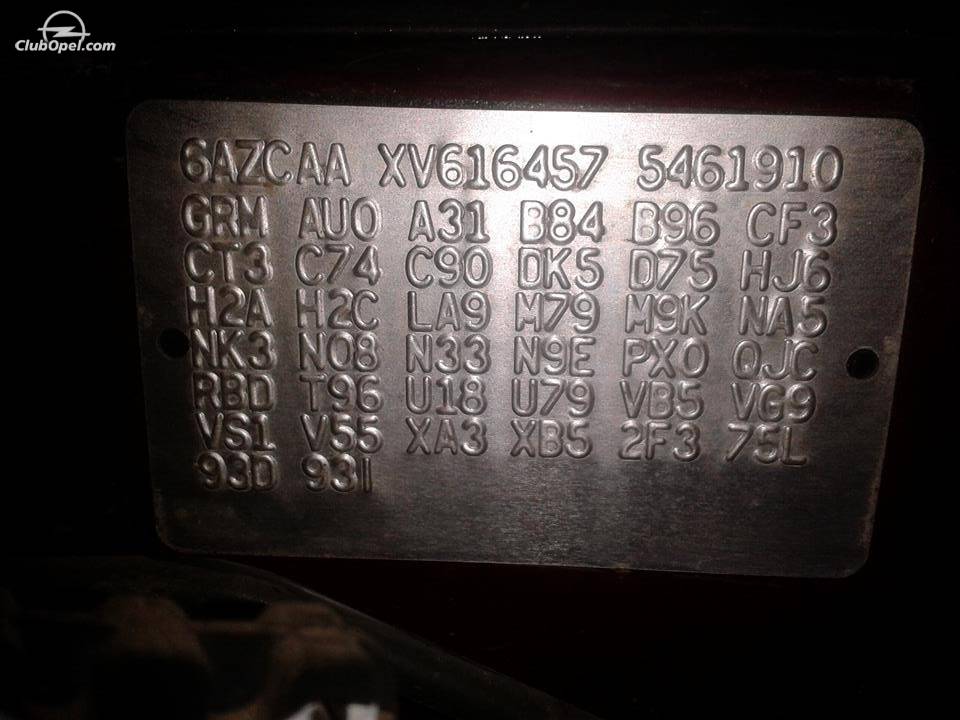 ClubOpel.com
6AZCAA XV616457 5461910
GRM AU0 A31 B84 B96 CF3
CT3 C74 C90 DK5 D75 HJ6
H2A H2C LA9 M79 M9K NA5
NK3 N08 N33 N9E PX0 QJC
RBD T96 U18 U79 VB5 VG9
VS1 V55 XA3 XB5 2F3 75L
93D 93I